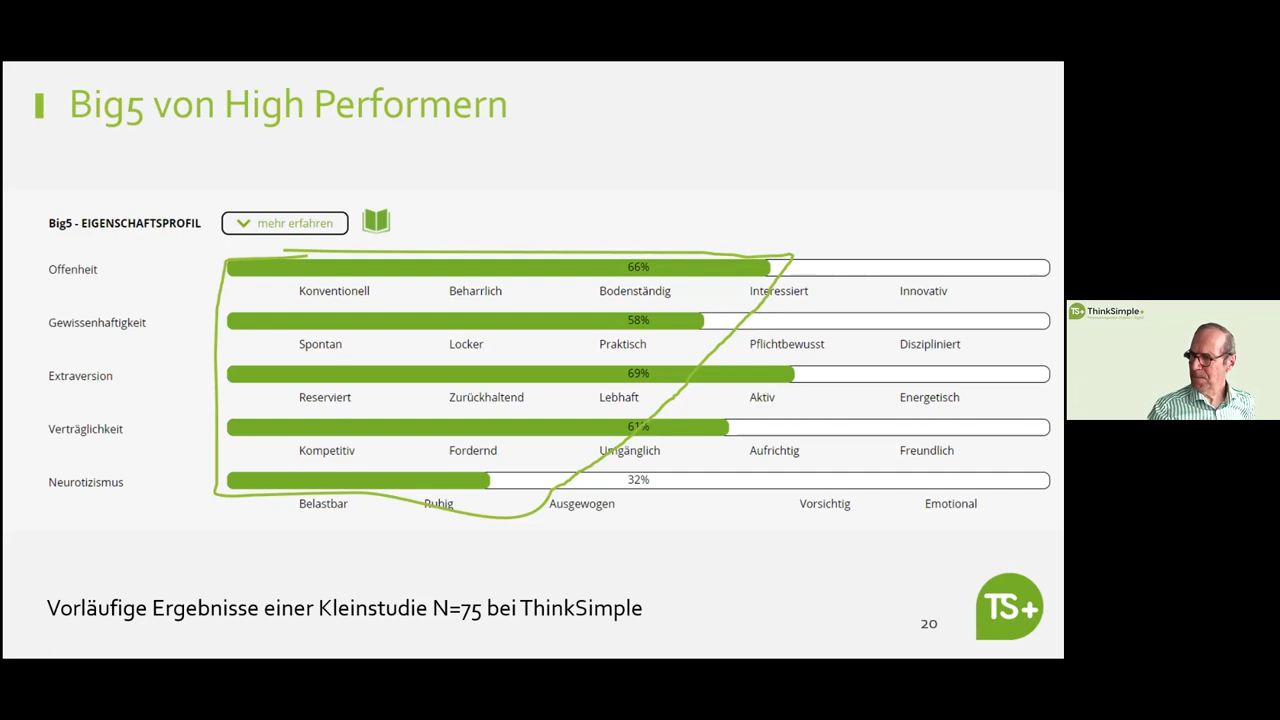 Big5 von High Performern
Big5 - EIGENSCHAFTSPROFIL mehr erfahren
Offenheit 66%
Konventionell Beharrlich Bodenständig Interessiert Innovativ
Gewissenhaftigkeit 58%
Spontan Locker Praktisch Pflichtbewusst Diszipliniert
Extraversion 69%
Reserviert Zurückhaltend Lebhaft Aktiv Energetisch
Verträglichkeit 61%
Kompetitiv Fordernd Umgänglich Aufrichtig Freundlich
Neurotizismus 32%
Belastbar Ruhig Ausgewogen Vorsichtig Emotional
Vorläufige Ergebnisse einer Kleinstudie N=75 bei ThinkSimple
20
TS+
TS+ ThinkSimple+